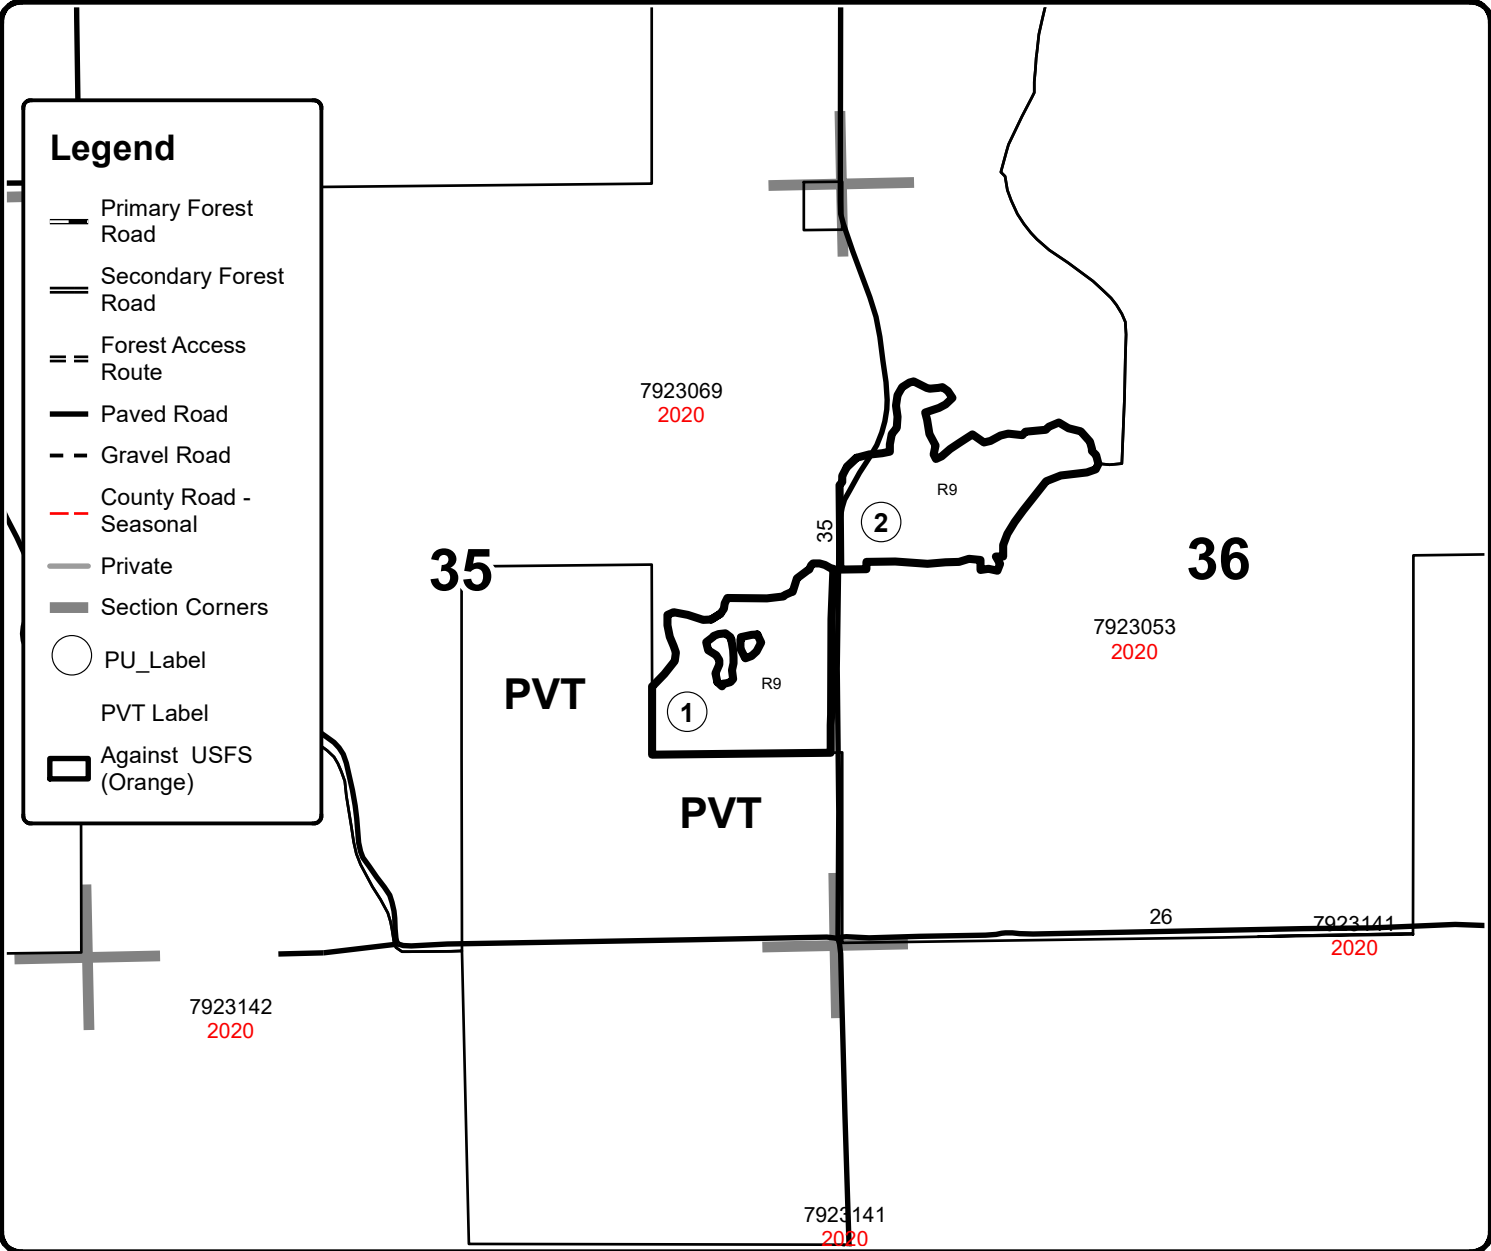 Legend
Primary Forest
Road
Secondary Forest
Road
Forest Access
Route
Paved Road
Gravel Road
County Road -
Seasonal
Private
Section Corners
PU_Label
PVT Label
Against USFS
(Orange)
7923069
2020
R9
2
35
35
36
7923053
2020
PVT
R9
1
PVT
26
7923141
2020
7923142
2020
7923141
2020